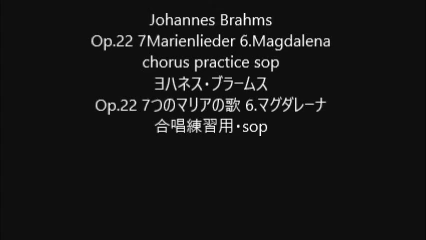 Johannes Brahms
Op.22 7Marienlieder 6.Magdalena
chorus practice sop
ヨハネス・ブラームス
Op.22 7つのマリアの歌 6.マグダレーナ
合唱練習用・sop